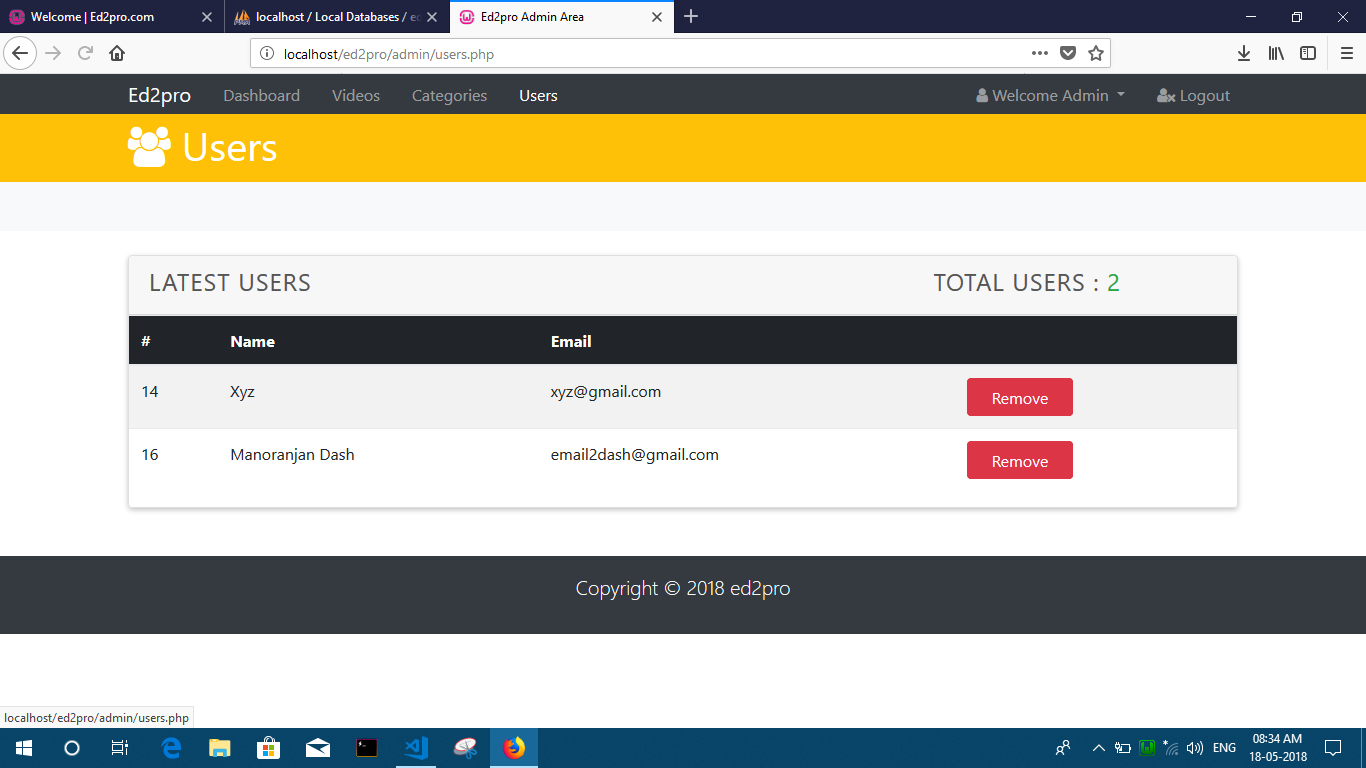 Welcome | Ed2pro.com
localhost / Local Databases / ed
Ed2pro Admin Area
localhost/ed2pro/admin/users.php
Ed2pro Dashboard Videos Categories Users Welcome Admin Logout
Users
LATEST USERS TOTAL USERS : 2
# Name Email
14 Xyz xyz@gmail.com Remove
16 Manoranjan Dash email2dash@gmail.com Remove
Copyright © 2018 ed2pro
localhost/ed2pro/admin/users.php
ENG 08:34 AM
18-05-2018